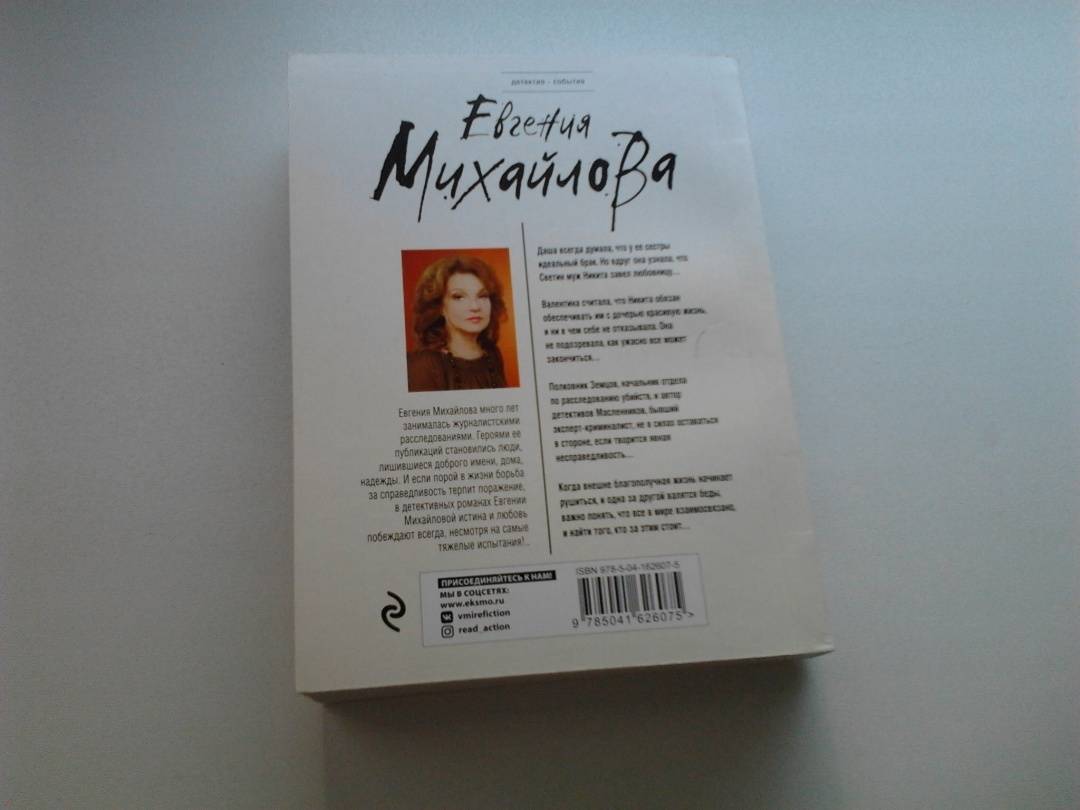 детектив - события
Евгения
Михайлова
Евгения Михайлова много лет
занималась журналистскими
расследованиями. Героями ее
публикаций становились люди,
лишившиеся доброго имени, дома,
надежды. И если порой в жизни борьба
за справедливость терпит поражение,
в детективных романах Евгении
Михайловой истина и любовь
побеждают всегда, несмотря на самые
тяжелые испытания!..
Даша всегда думала, что у ее сестры
идеальный брак. Но вдруг она узнала, что
Светин муж Никита завел любовницу...
Валентина считала, что Никита обязан
обеспечивать им с дочерью красивую жизнь,
и ни в чем себе не отказывала. Она
не подозревала, как ужасно все может
закончиться...
Полковник Земцов, начальник отдела
по расследованию убийств, и автор
детективов Масленников, бывший
эксперт-криминалист, не в силах оставаться
в стороне, если творится явная
несправедливость...
Когда внешне благополучная жизнь начинает
рушиться, и одна за другой валятся беды,
важно понять, что все в мире взаимосвязано,
и найти того, кто за этим стоит...
ПРИСОЕДИНЯЙТЕСЬ К НАМ!
МЫ В СОЦСЕТЯХ:
www.eksmo.ru
vmirefiction
read_action
ISBN 978-5-04-162607-5
9 785041 626075 >